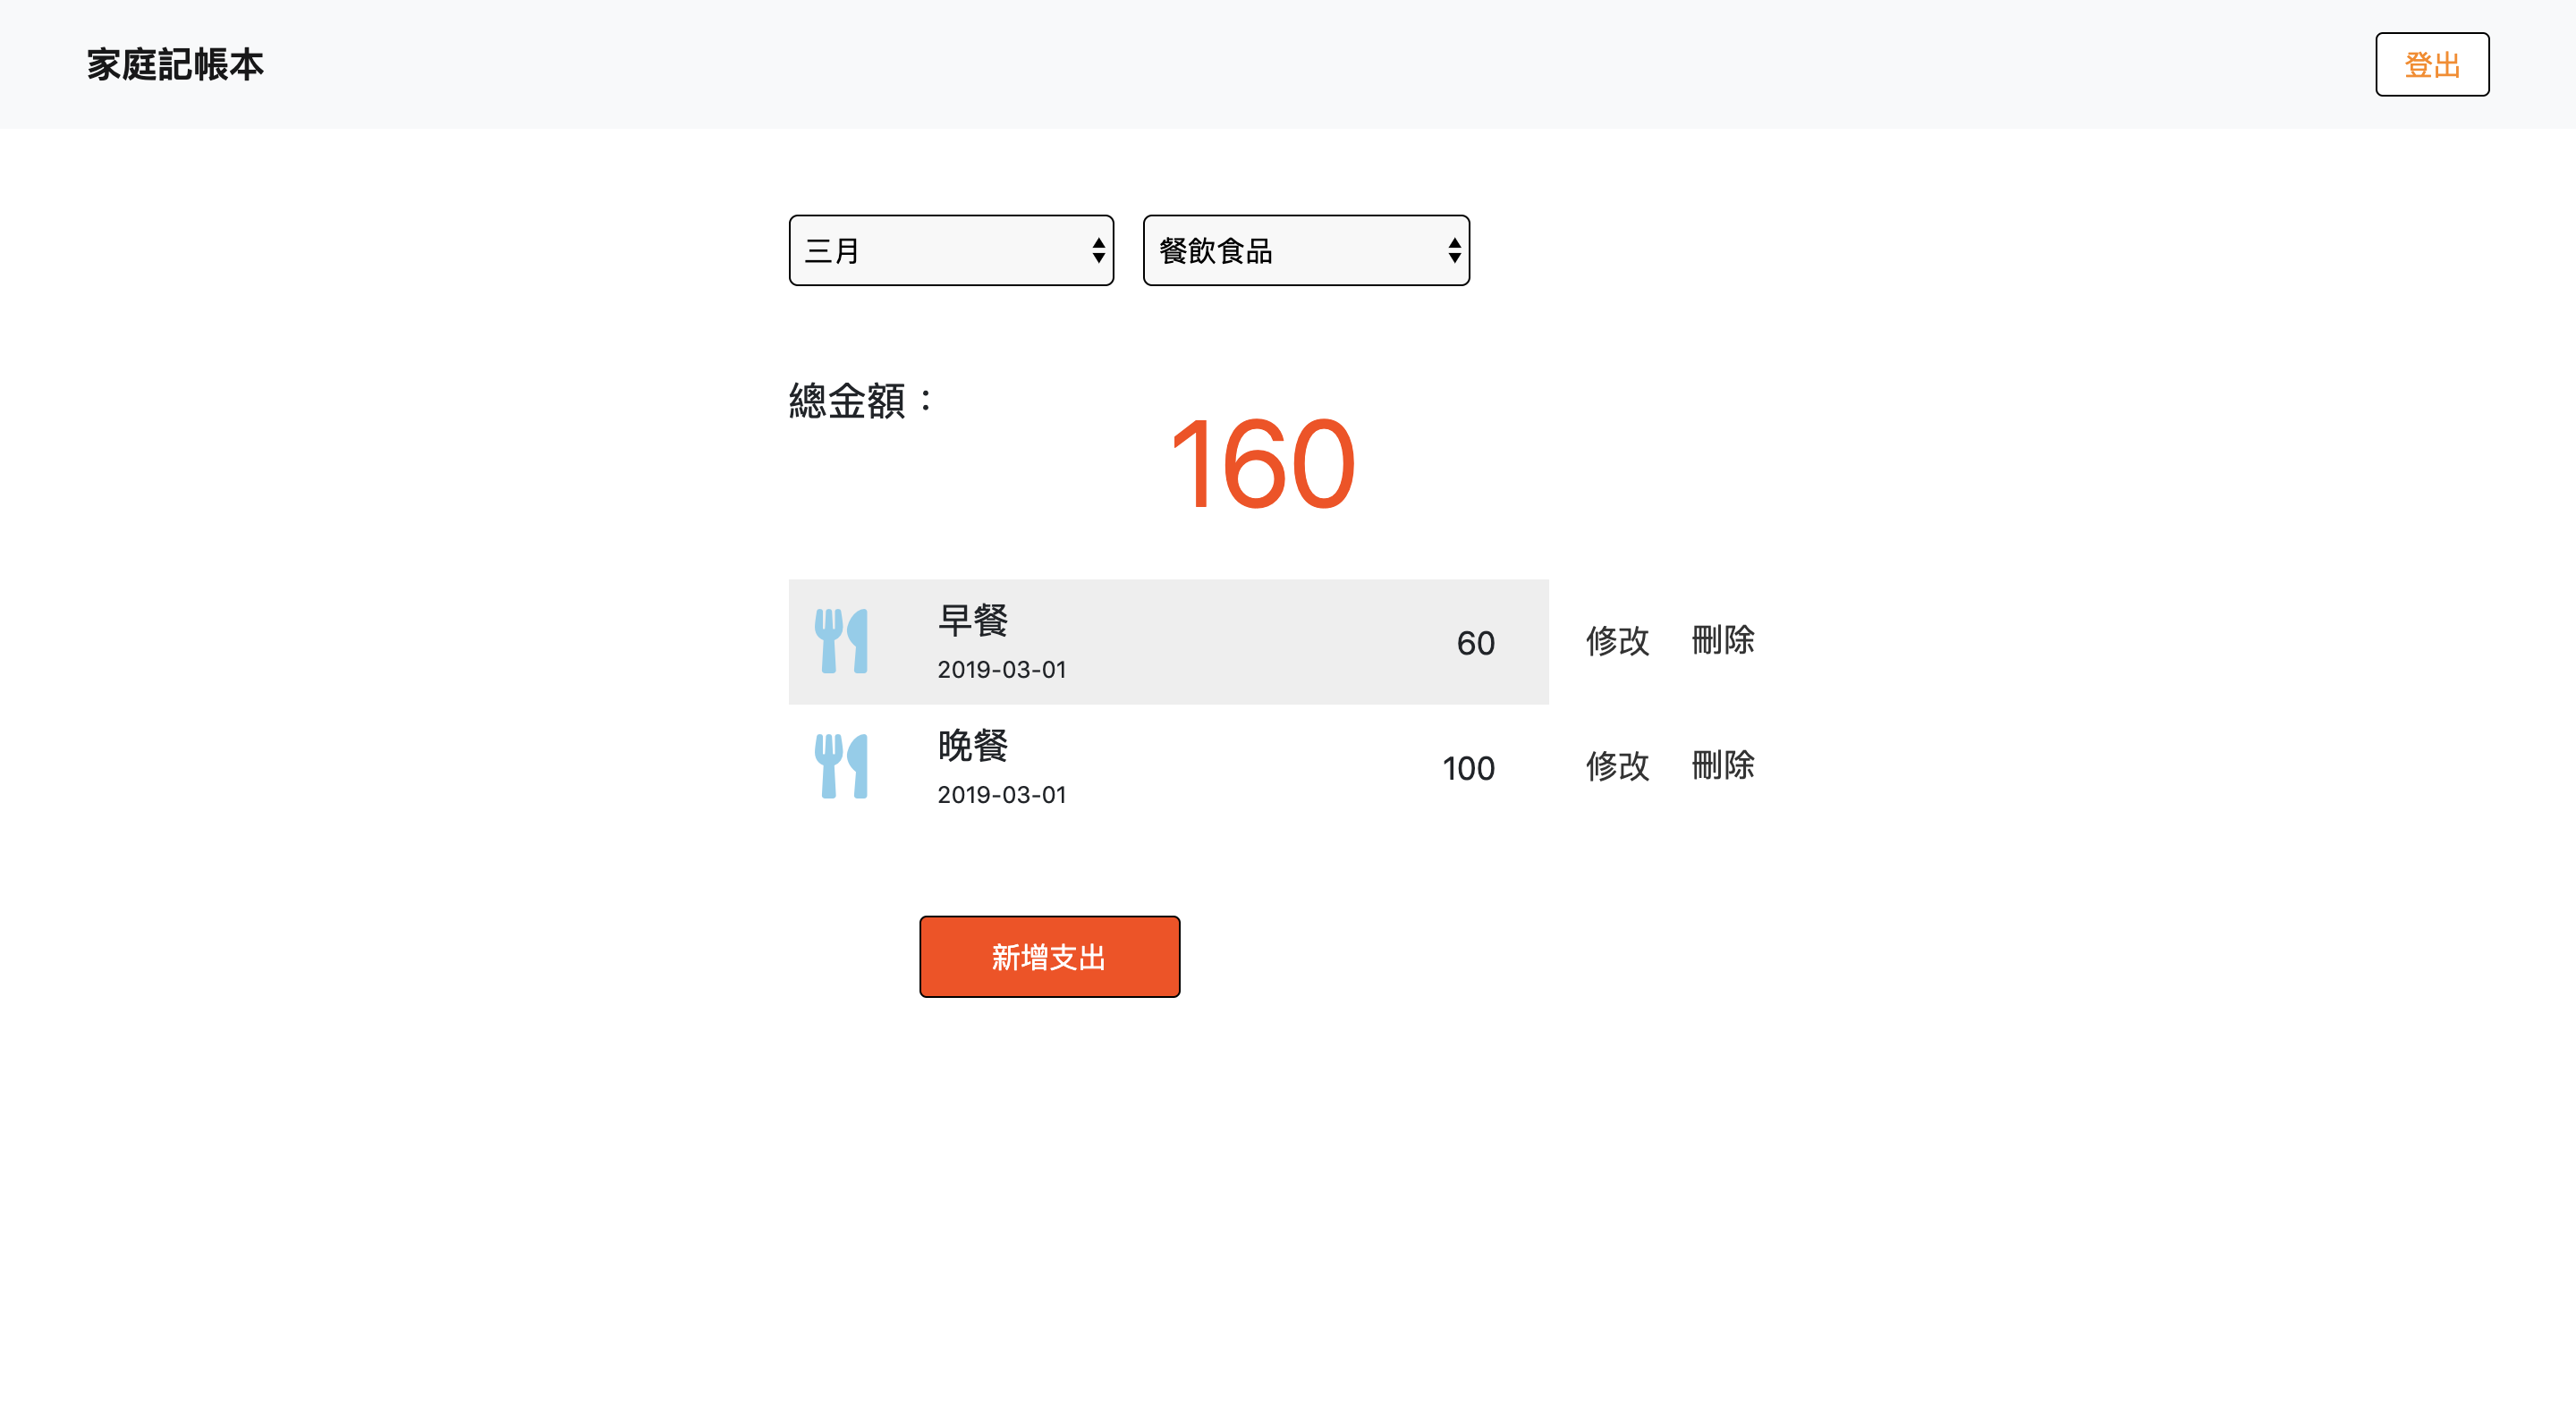 家庭記帳本
登出
三月
餐飲食品
總金額：
160
早餐
2019-03-01
60
修改
刪除
晚餐
2019-03-01
100
修改
刪除
新增支出